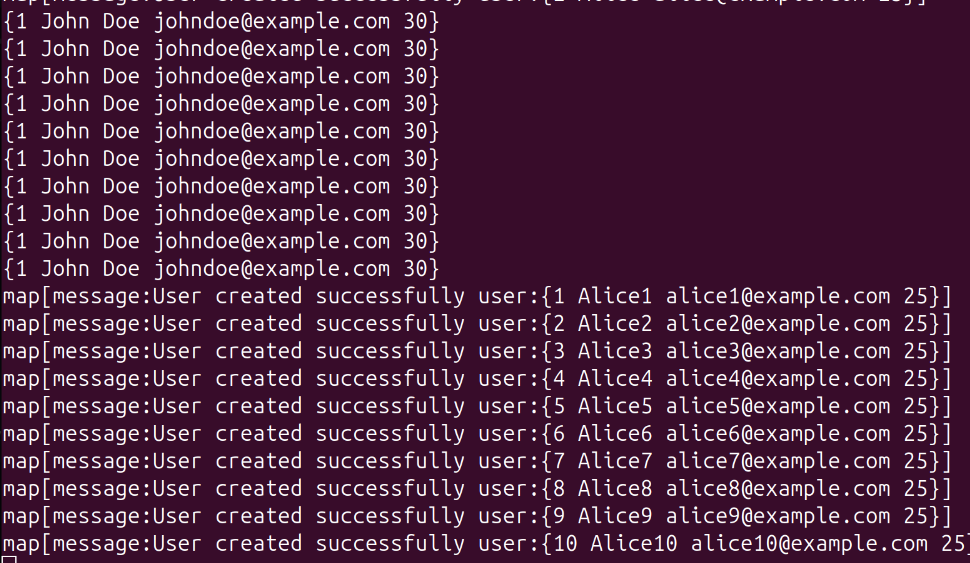 {1 John Doe johndoe@example.com 30}
{1 John Doe johndoe@example.com 30}
{1 John Doe johndoe@example.com 30}
{1 John Doe johndoe@example.com 30}
{1 John Doe johndoe@example.com 30}
{1 John Doe johndoe@example.com 30}
{1 John Doe johndoe@example.com 30}
{1 John Doe johndoe@example.com 30}
{1 John Doe johndoe@example.com 30}
{1 John Doe johndoe@example.com 30}
map[message:User created successfully user:{1 Alice1 alice1@example.com 25}]
map[message:User created successfully user:{2 Alice2 alice2@example.com 25}]
map[message:User created successfully user:{3 Alice3 alice3@example.com 25}]
map[message:User created successfully user:{4 Alice4 alice4@example.com 25}]
map[message:User created successfully user:{5 Alice5 alice5@example.com 25}]
map[message:User created successfully user:{6 Alice6 alice6@example.com 25}]
map[message:User created successfully user:{7 Alice7 alice7@example.com 25}]
map[message:User created successfully user:{8 Alice8 alice8@example.com 25}]
map[message:User created successfully user:{9 Alice9 alice9@example.com 25}]
map[message:User created successfully user:{10 Alice10 alice10@example.com 25